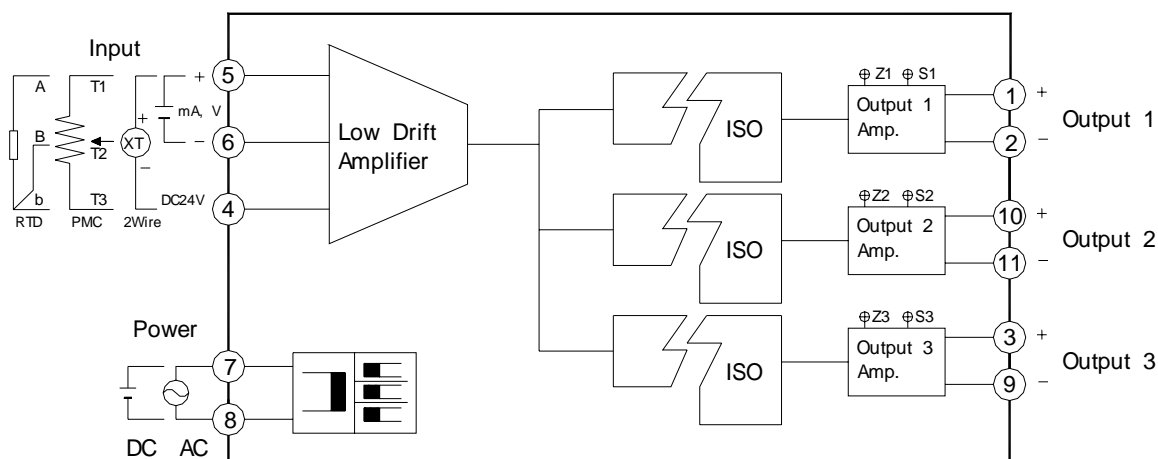 Input
A
T1
+
5
mA, V
B
+
XT
T2
−
−
6
b
T3
DC24V
4
RTD
PMC
2Wire
Low Drift
Amplifier
ISO
Z1
S1
Output 1
Amp.
1
+
2
−
Output 1
ISO
Z2
S2
Output 2
Amp.
10
+
11
−
Output 2
ISO
Z3
S3
Output 3
Amp.
3
+
9
−
Output 3
Power
7
8
DC
AC